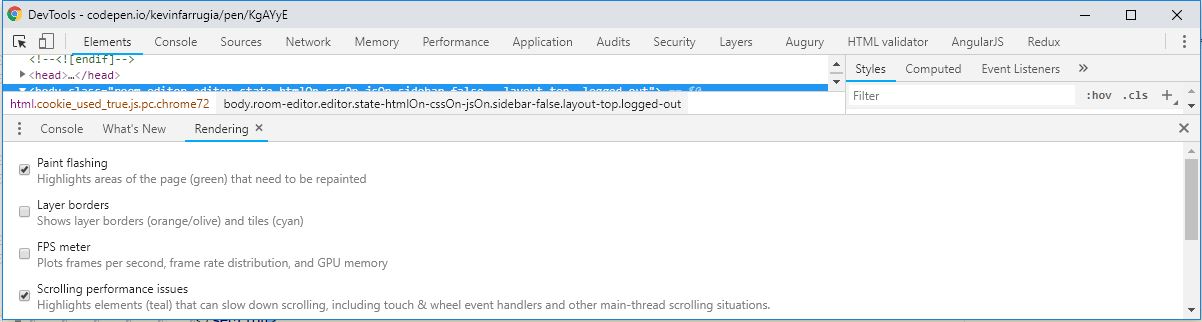 DevTools - codepen.io/kevinfarrugia/pen/KgAYyE
Elements Console Sources Network Memory Performance Application Audits Security Layers Augury HTML validator AngularJS Redux »
<!--<![endif]-->
<head>…</head>
<body class="room-editor editor state-htmlOn-cssOn-jsOn sidebar-false layout-top logged-out"> == $0
Styles Computed Event Listeners »
html.cookie_used_true.js.pc.chrome72 body.room-editor.editor.state-htmlOn-cssOn-jsOn.sidebar-false.layout-top.logged-out
Filter :hov .cls +
Console What's New Rendering ×
Paint flashing
Highlights areas of the page (green) that need to be repainted
Layer borders
Shows layer borders (orange/olive) and tiles (cyan)
FPS meter
Plots frames per second, frame rate distribution, and GPU memory
Scrolling performance issues
Highlights elements (teal) that can slow down scrolling, including touch & wheel event handlers and other main-thread scrolling situations.